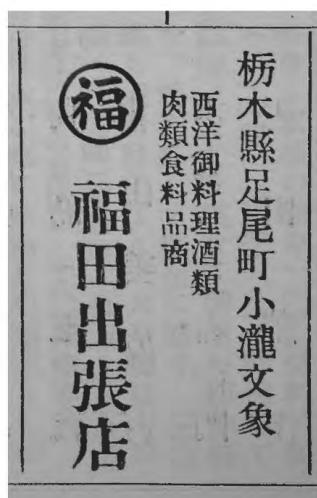 栃木縣足尾町小瀧文象
西洋御料理酒類
肉類食料品商
福
福田出張店